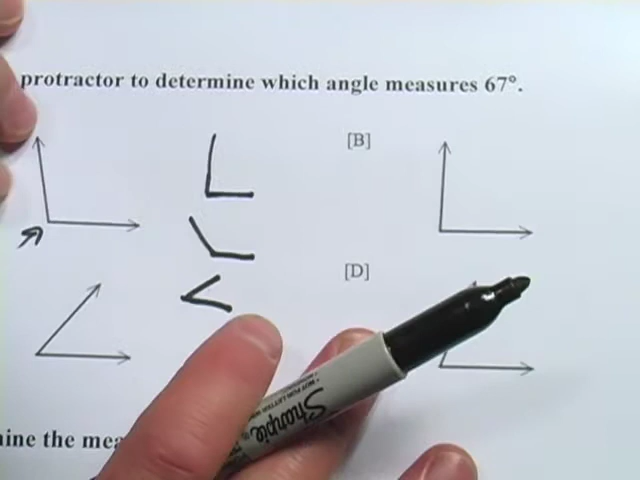 protractor to determine which angle measures 67°.
[B]
[D]
Sharpie
ine the mea